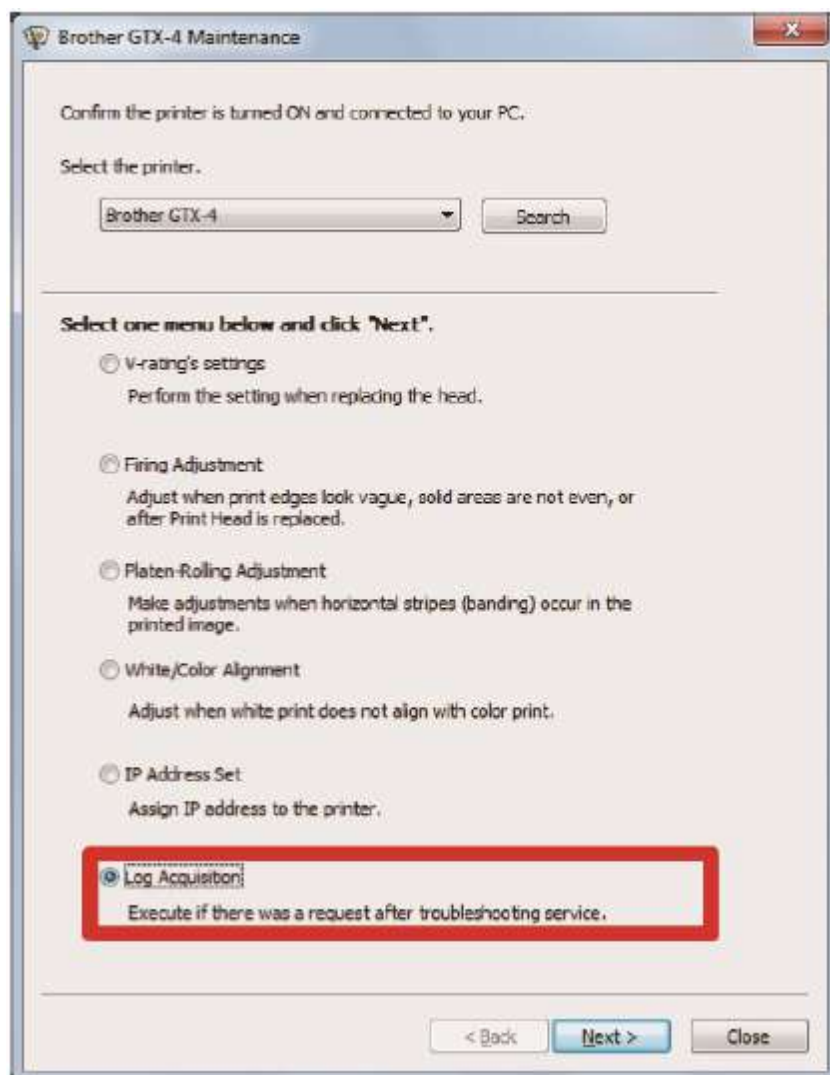 Brother GTX-4 Maintenance
Confirm the printer is turned ON and connected to your PC.
Select the printer.
Brother GTX-4 Search
Select one menu below and click "Next".
V-rating's settings
Perform the setting when replacing the head.
Firing Adjustment
Adjust when print edges look vague, solid areas are not even, or
after Print Head is replaced.
Platen-Rolling Adjustment
Make adjustments when horizontal stripes (banding) occur in the
printed image.
White/Color Alignment
Adjust when white print does not align with color print.
IP Address Set
Assign IP address to the printer.
Log Acquisition
Execute if there was a request after troubleshooting service.
< Back Next > Close